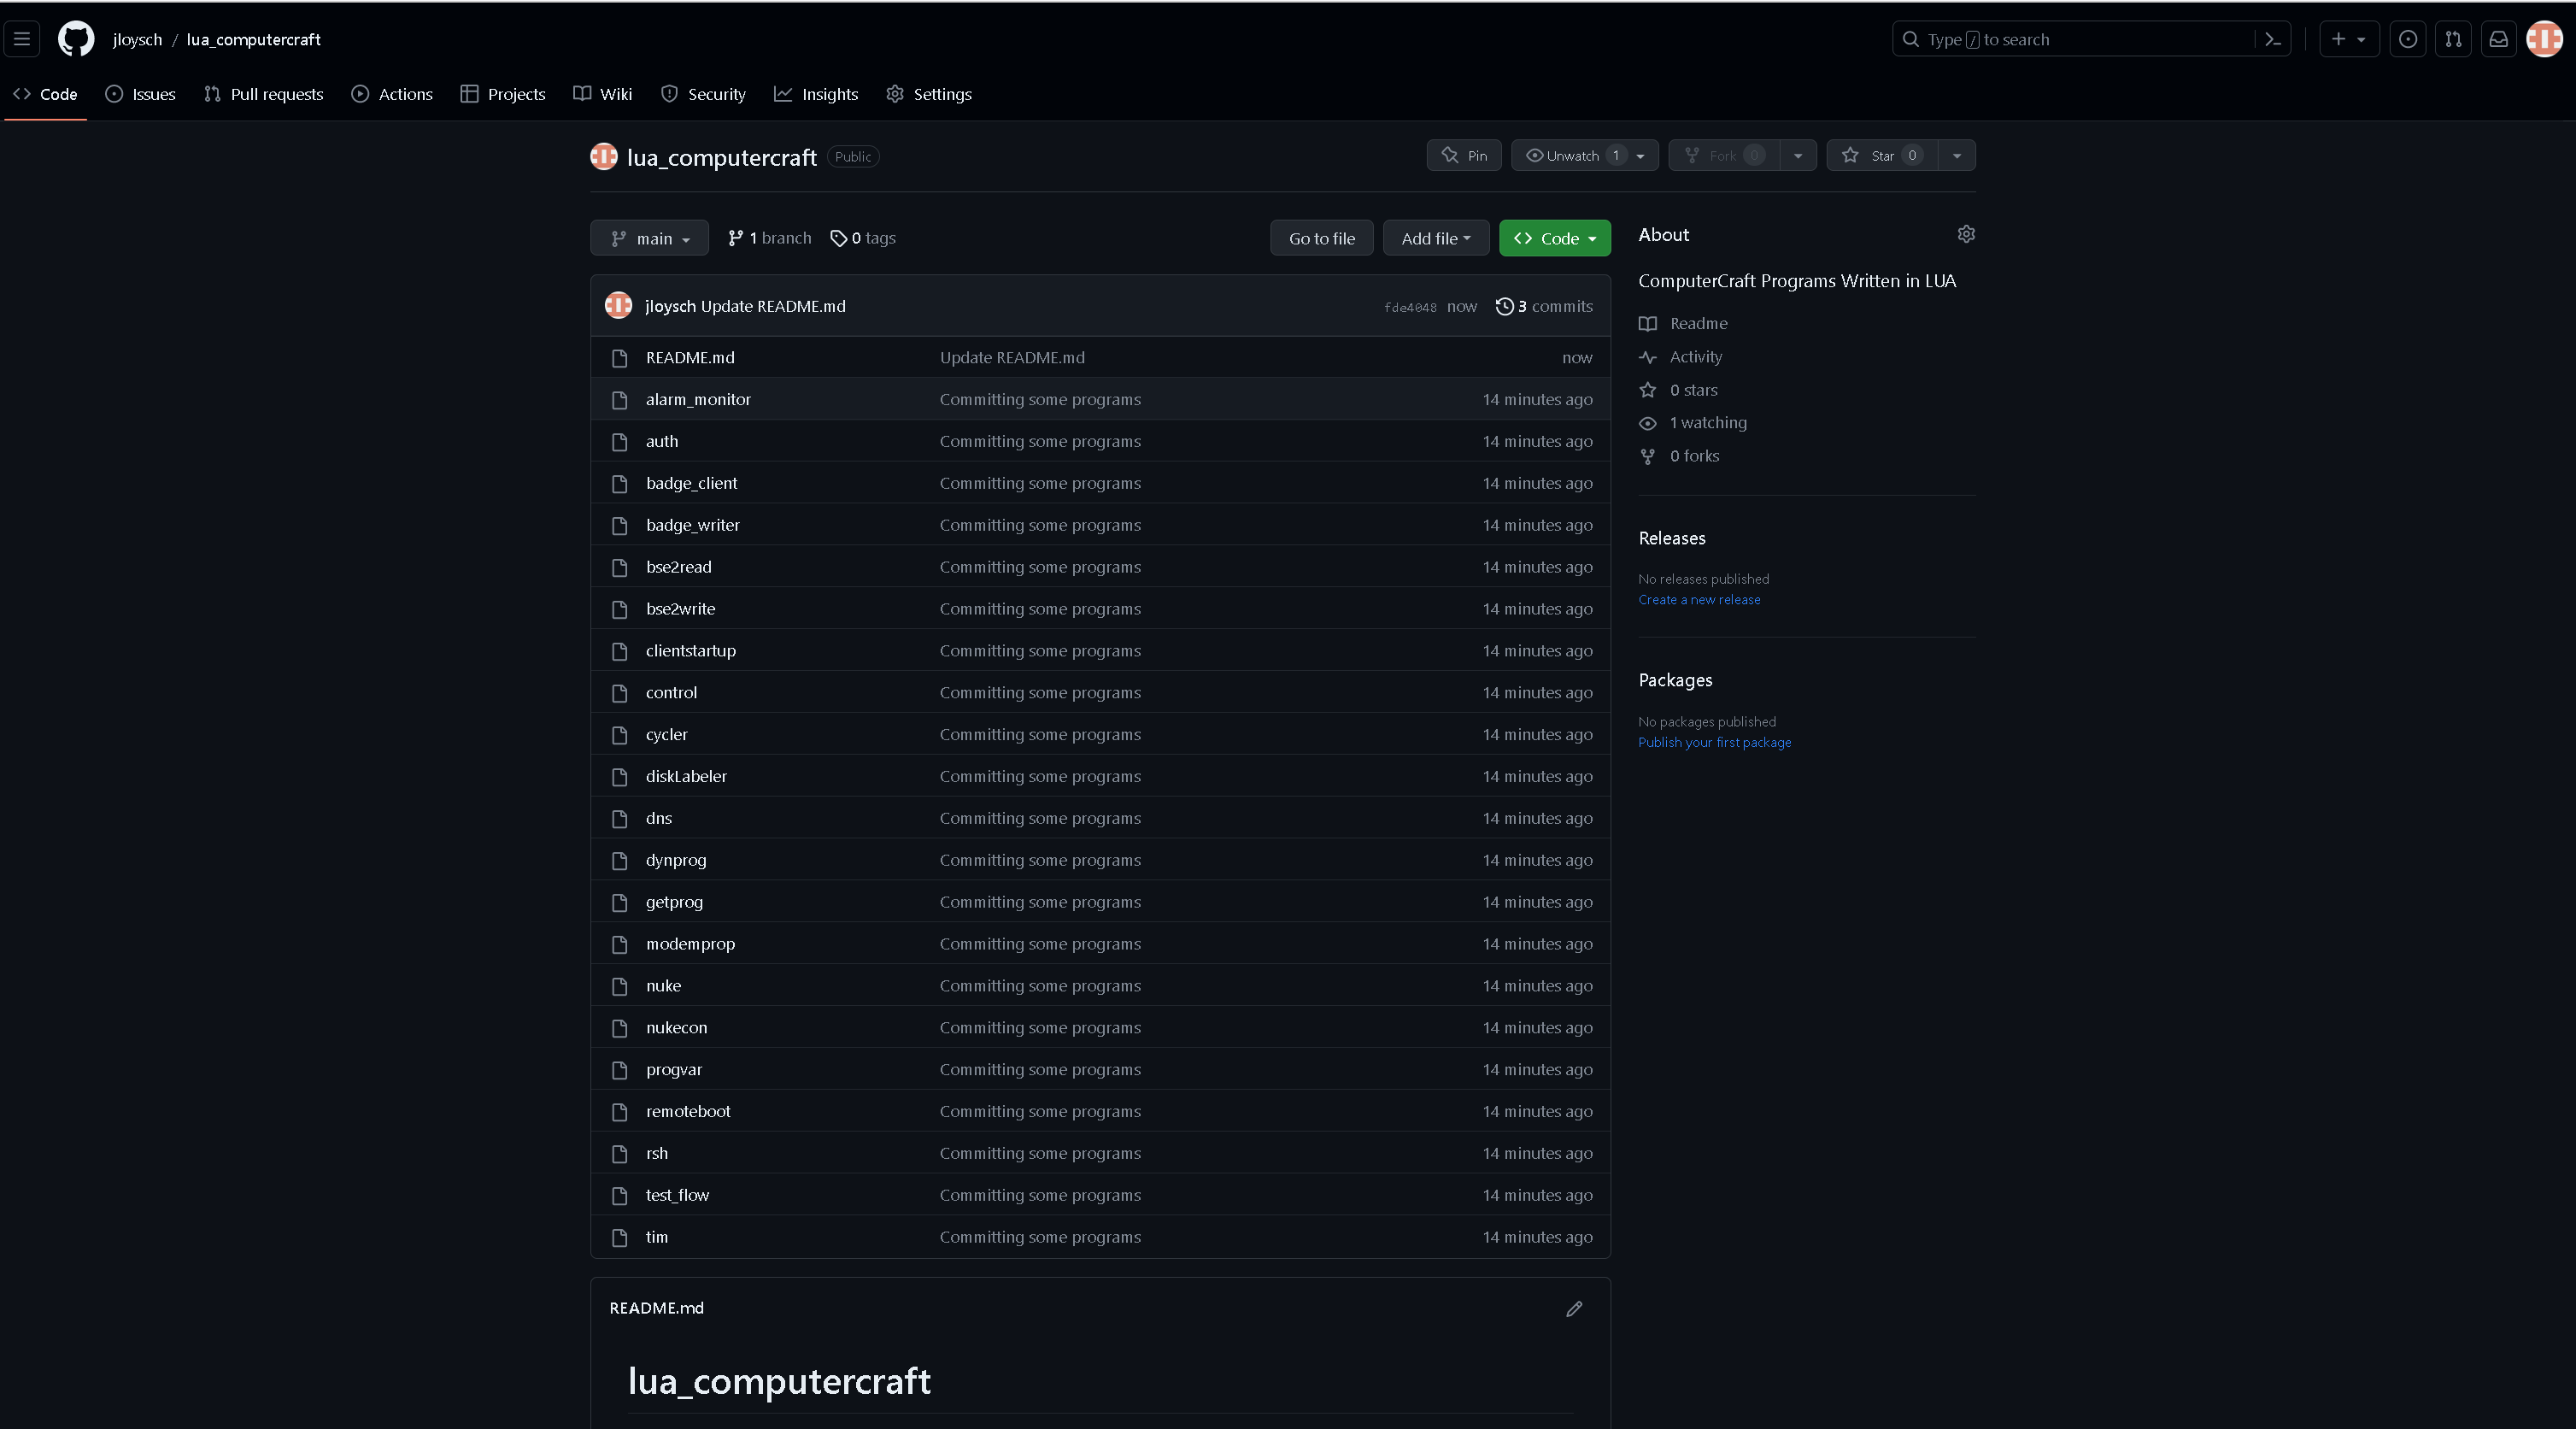 jloysch / lua_computercraft
Type / to search
Code Issues Pull requests Actions Projects Wiki Security Insights Settings
lua_computercraft Public
Pin Unwatch 1 Fork 0 Star 0
main 1 branch 0 tags
Go to file Add file Code
jloysch Update README.md fde4048 now 3 commits
README.md Update README.md now
alarm_monitor Committing some programs 14 minutes ago
auth Committing some programs 14 minutes ago
badge_client Committing some programs 14 minutes ago
badge_writer Committing some programs 14 minutes ago
bse2read Committing some programs 14 minutes ago
bse2write Committing some programs 14 minutes ago
clientstartup Committing some programs 14 minutes ago
control Committing some programs 14 minutes ago
cycler Committing some programs 14 minutes ago
diskLabeler Committing some programs 14 minutes ago
dns Committing some programs 14 minutes ago
dynprog Committing some programs 14 minutes ago
getprog Committing some programs 14 minutes ago
modemprop Committing some programs 14 minutes ago
nuke Committing some programs 14 minutes ago
nukecon Committing some programs 14 minutes ago
progvar Committing some programs 14 minutes ago
remoteboot Committing some programs 14 minutes ago
rsh Committing some programs 14 minutes ago
test_flow Committing some programs 14 minutes ago
tim Committing some programs 14 minutes ago
README.md
lua_computercraft
About
ComputerCraft Programs Written in LUA
Readme
Activity
0 stars
1 watching
0 forks
Releases
No releases published
Create a new release
Packages
No packages published
Publish your first package